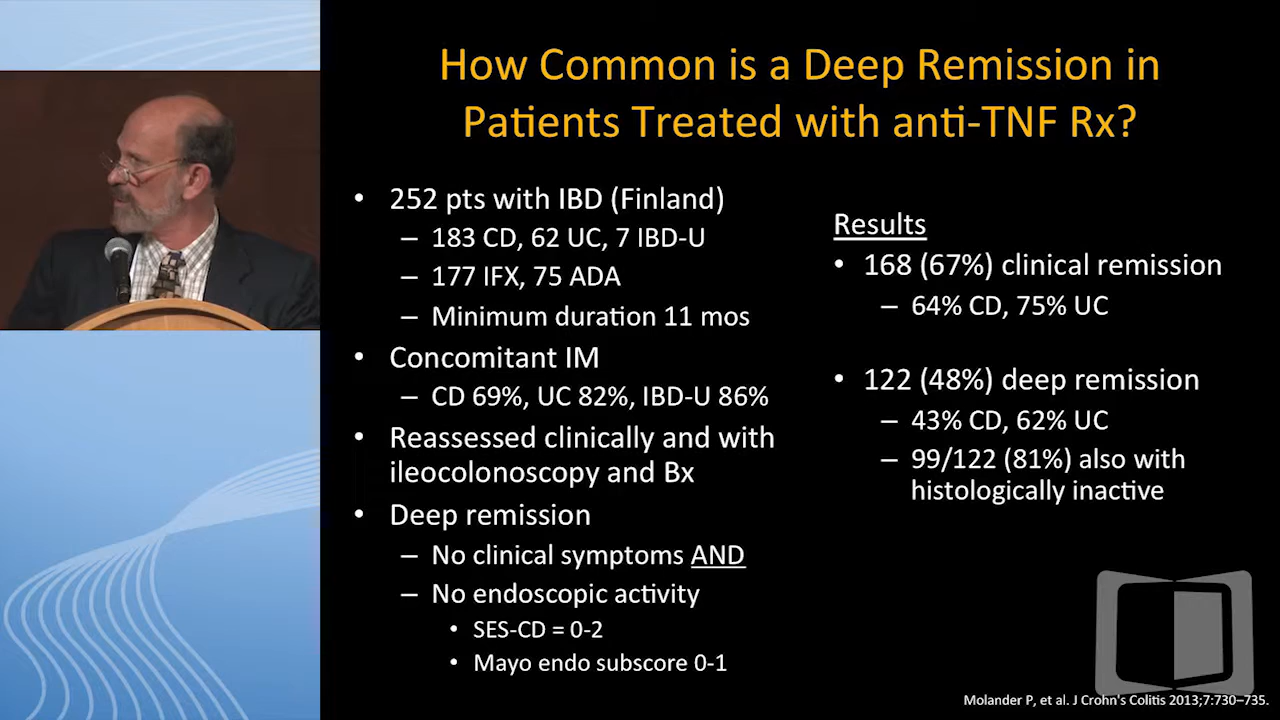 How Common is a Deep Remission in
Patients Treated with anti-TNF Rx?
• 252 pts with IBD (Finland)
– 183 CD, 62 UC, 7 IBD-U
– 177 IFX, 75 ADA
– Minimum duration 11 mos
• Concomitant IM
– CD 69%, UC 82%, IBD-U 86%
• Reassessed clinically and with
ileocolonoscopy and Bx
• Deep remission
– No clinical symptoms AND
– No endoscopic activity
• SES-CD = 0-2
• Mayo endo subscore 0-1
Results
• 168 (67%) clinical remission
– 64% CD, 75% UC
• 122 (48%) deep remission
– 43% CD, 62% UC
– 99/122 (81%) also with
histologically inactive
Molander P, et al. J Crohn's Colitis 2013;7:730–735.